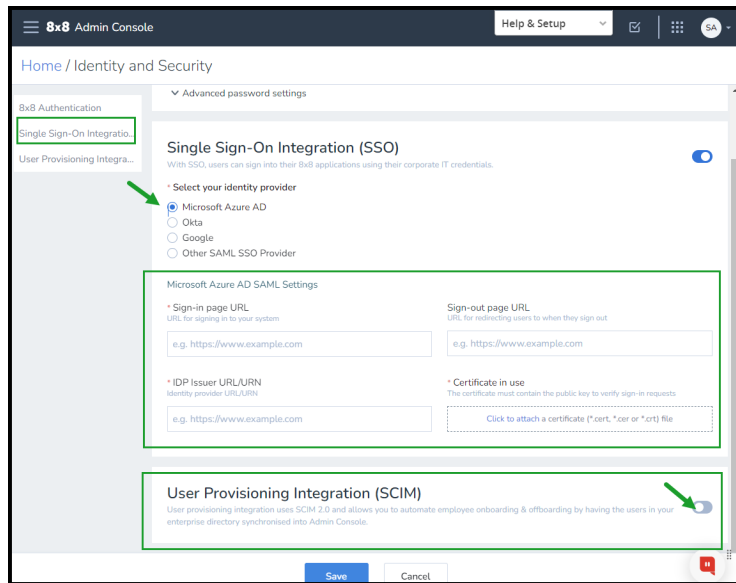 8x8 Admin Console
Help & Setup
SA
Home / Identity and Security
8x8 Authentication
Single Sign-On Integratio...
User Provisioning Integra...
Advanced password settings
Single Sign-On Integration (SSO)
With SSO, users can sign into their 8x8 applications using their corporate IT credentials.
* Select your identity provider
Microsoft Azure AD
Okta
Google
Other SAML SSO Provider
Microsoft Azure AD SAML Settings
* Sign-in page URL
URL for signing in to your system
e.g. https://www.example.com
Sign-out page URL
URL for redirecting users to when they sign out
e.g. https://www.example.com
* IDP Issuer URL/URN
Identity provider URL/URN
e.g. https://www.example.com
* Certificate in use
The certificate must contain the public key to verify sign-in requests
Click to attach a certificate (*.cert, *.cer or *.crt) file
User Provisioning Integration (SCIM)
User provisioning integration uses SCIM 2.0 and allows you to automate employee onboarding & offboarding by having the users in your
enterprise directory synchronised into Admin Console.
Save
Cancel